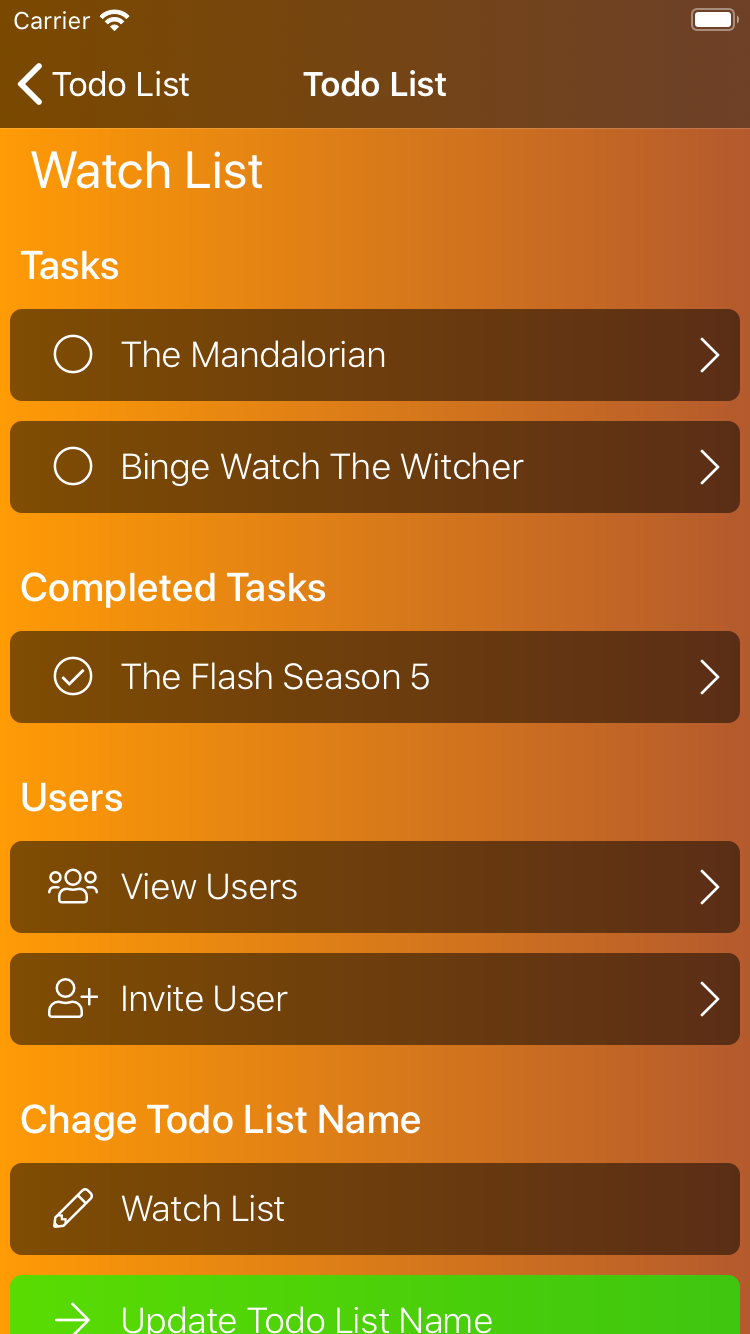 Carrier
Todo List
Todo List
Watch List
Tasks
The Mandalorian
Binge Watch The Witcher
Completed Tasks
The Flash Season 5
Users
View Users
Invite User
Chage Todo List Name
Watch List
Update Todo List Name